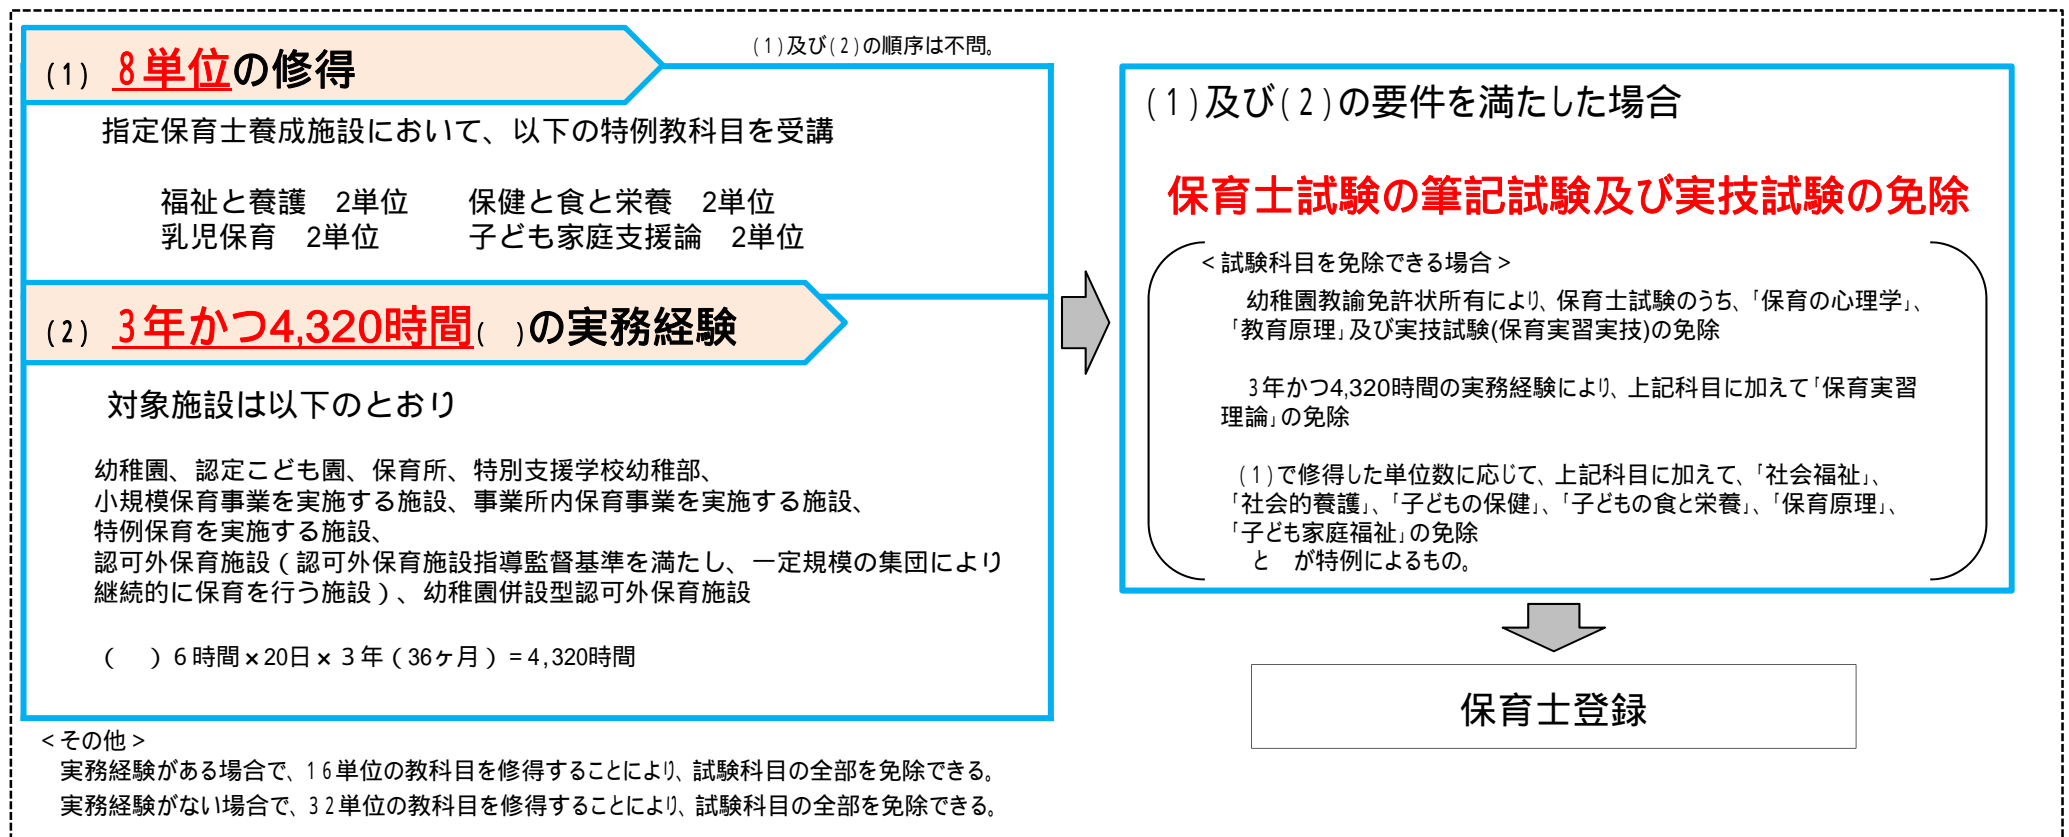 (1)及び(2)の順序は不問。
(1) 8単位の修得
指定保育士養成施設において、以下の特例教科目を受講
福祉と養護 2単位 保健と食と栄養 2単位
乳児保育 2単位 子ども家庭支援論 2単位
(2) 3年かつ4,320時間( )の実務経験
対象施設は以下のとおり
幼稚園、認定こども園、保育所、特別支援学校幼稚部、
小規模保育事業を実施する施設、事業所内保育事業を実施する施設、
特例保育を実施する施設、
認可外保育施設(認可外保育施設指導監督基準を満たし、一定規模の集団により
継続的に保育を行う施設)、幼稚園併設型認可外保育施設
( )6時間×20日×3年(36ヶ月)=4,320時間
<その他>
実務経験がある場合で、16単位の教科目を修得することにより、試験科目の全部を免除できる。
実務経験がない場合で、32単位の教科目を修得することにより、試験科目の全部を免除できる。
(1)及び(2)の要件を満たした場合
保育士試験の筆記試験及び実技試験の免除
<試験科目を免除できる場合>
幼稚園教諭免許状所有により、保育士試験のうち、「保育の心理学」、
「教育原理」及び実技試験(保育実習実技)の免除
3年かつ4,320時間の実務経験により、上記科目に加えて「保育実習
理論」の免除
(1)で修得した単位数に応じて、上記科目に加えて、「社会福祉」、
「社会的養護」、「子どもの保健」、「子どもの食と栄養」、「保育原理」、
「子ども家庭福祉」の免除
と が特例によるもの。
保育士登録